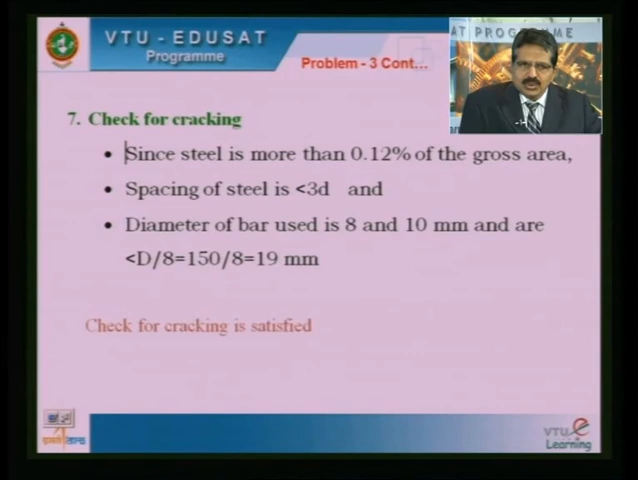 VTU - EDUSAT
Programme
Problem - 3 Cont...
AT PROGRAMME
7. Check for cracking
• Since steel is more than 0.12% of the gross area,
• Spacing of steel is <3d and
• Diameter of bar used is 8 and 10 mm and are
<D/8=150/8=19 mm
Check for cracking is satisfied
VTU e
Learning